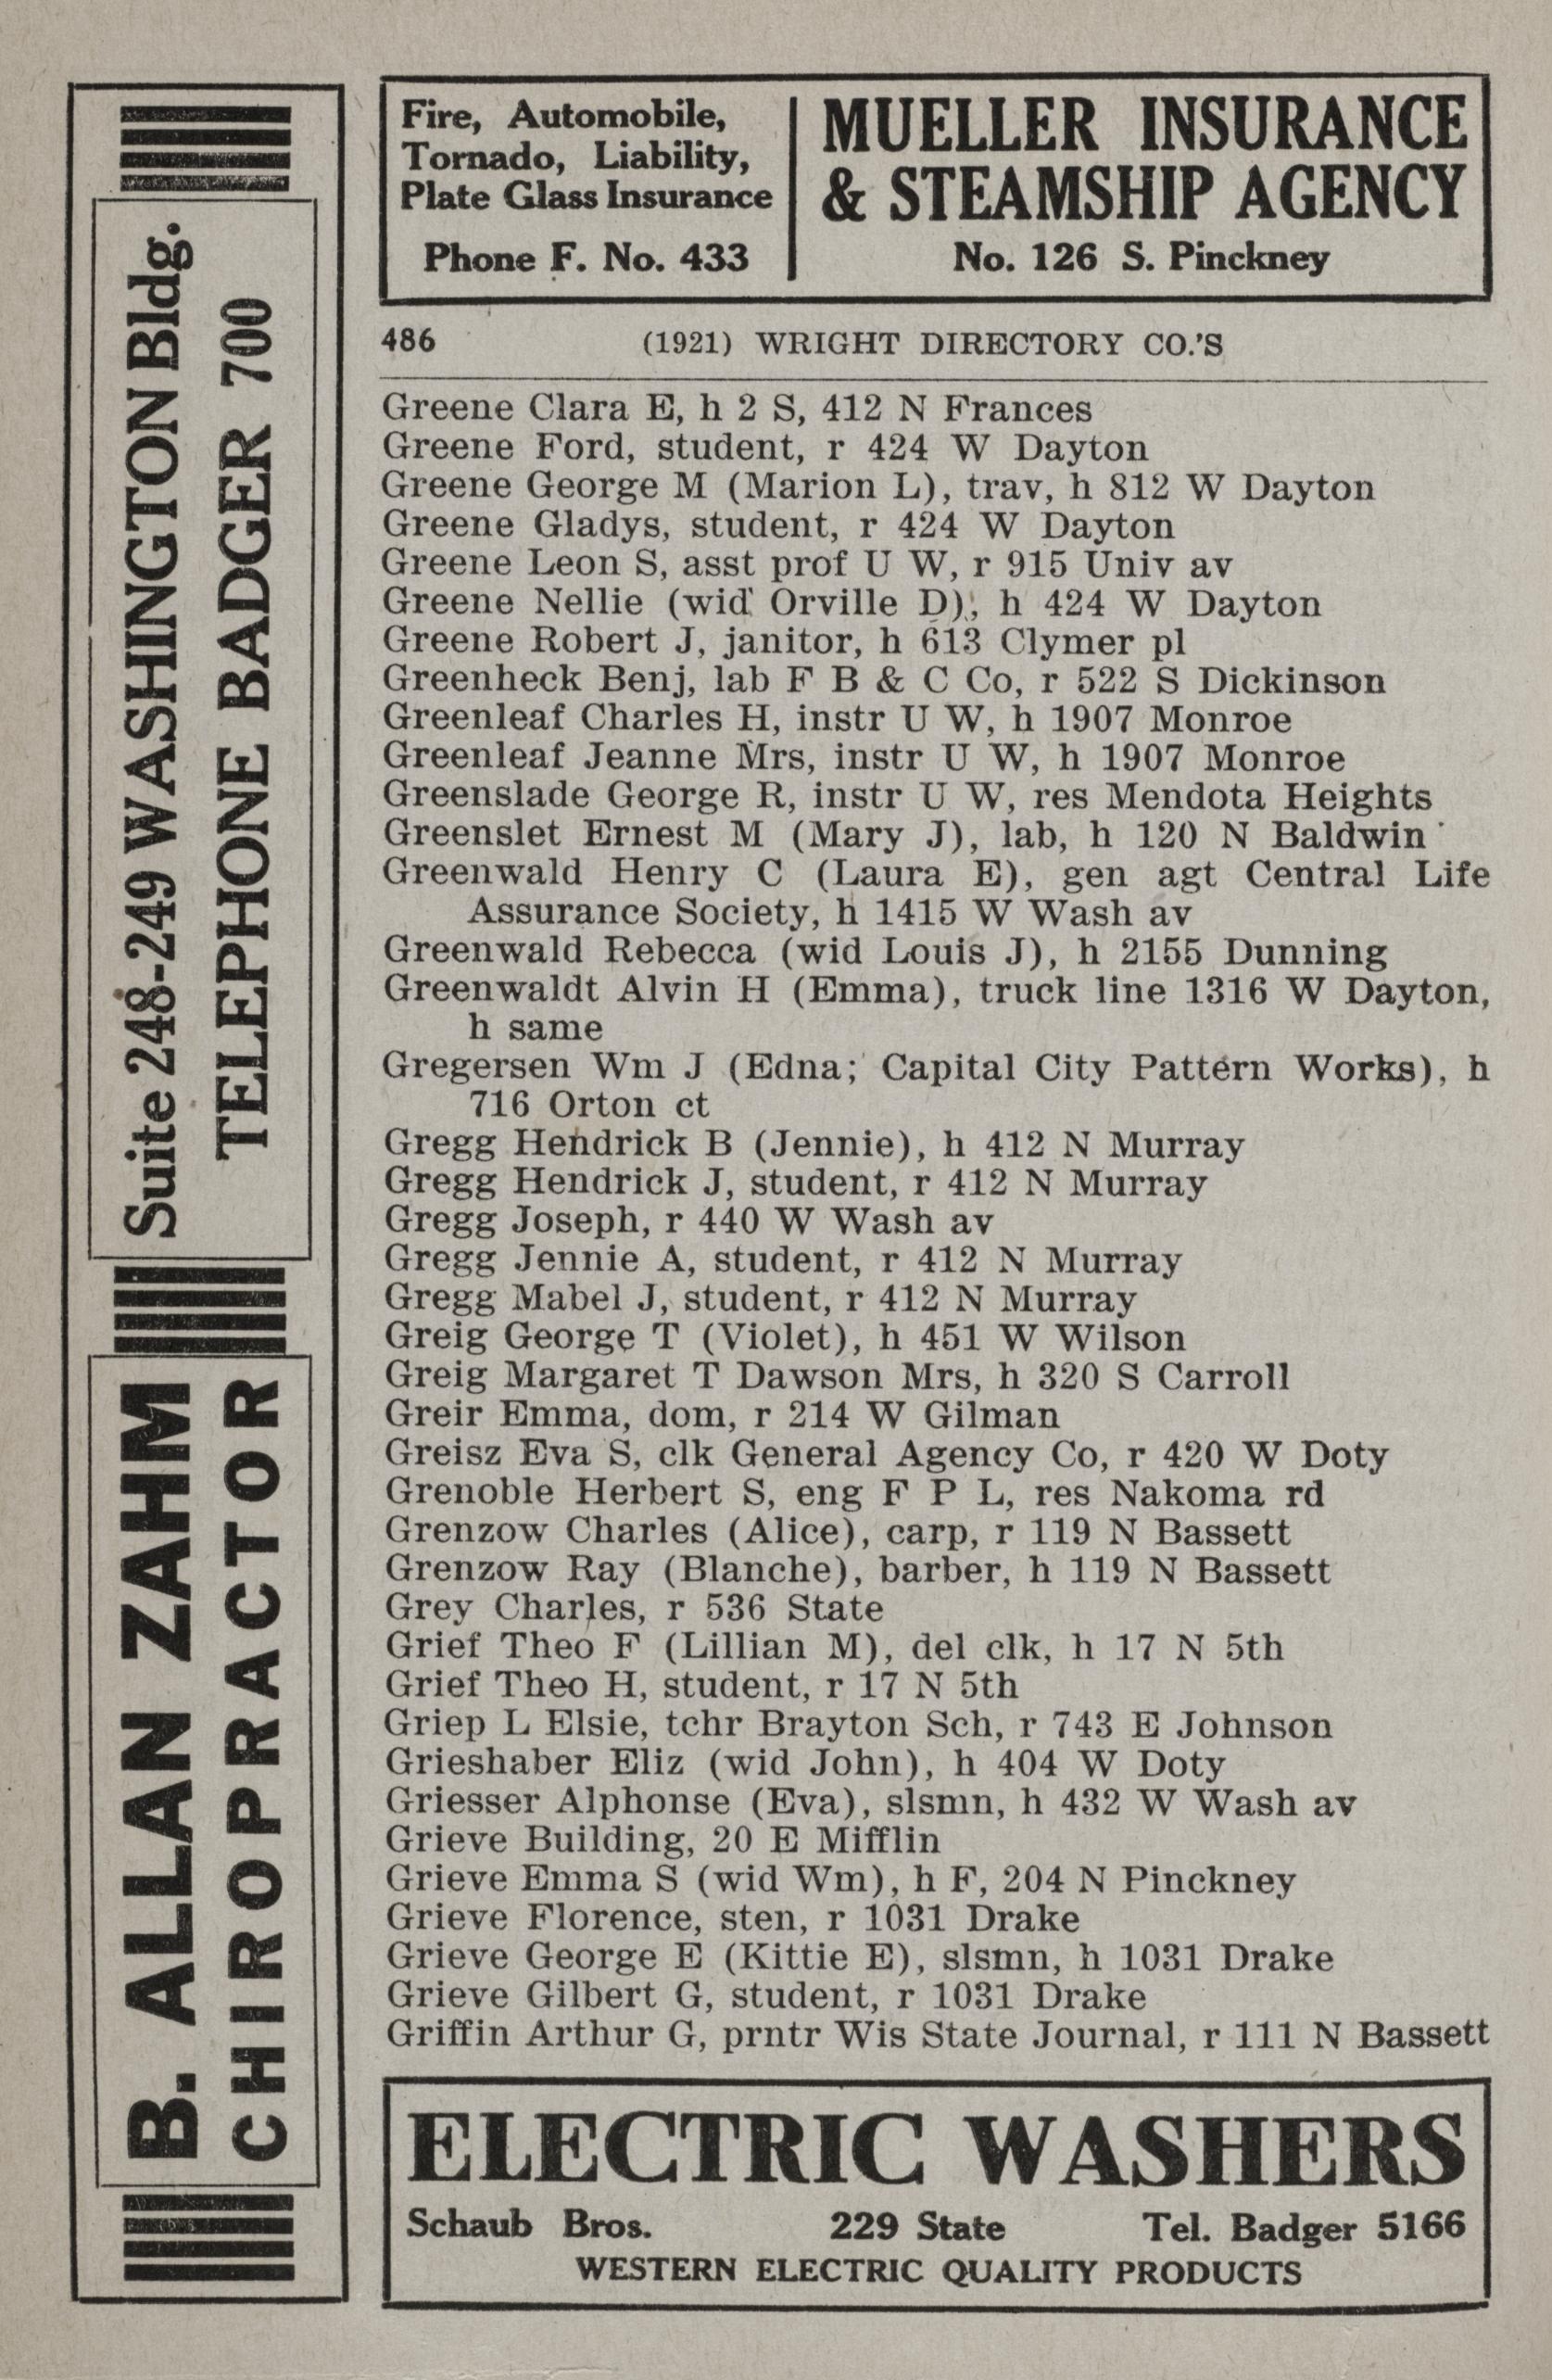 Fire, Automobile,
Tornado, Liability,
Plate Glass Insurance
Phone F. No. 433
MUELLER INSURANCE
& STEAMSHIP AGENCY
No. 126 S. Pinckney
Suite 248-249 WASHINGTON Bldg.
TELEPHONE BADGER 700
B. ALLAN ZAHM
CHIROPRACTOR
486 (1921) WRIGHT DIRECTORY CO.'S
Greene Clara E, h 2 S, 412 N Frances
Greene Ford, student, r 424 W Dayton
Greene George M (Marion L), trav, h 812 W Dayton
Greene Gladys, student, r 424 W Dayton
Greene Leon S, asst prof U W, r 915 Univ av
Greene Nellie (wid Orville D), h 424 W Dayton
Greene Robert J, janitor, h 613 Clymer pl
Greenheck Benj, lab F B & C Co, r 522 S Dickinson
Greenleaf Charles H, instr U W, h 1907 Monroe
Greenleaf Jeanne Mrs, instr U W, h 1907 Monroe
Greenslade George R, instr U W, res Mendota Heights
Greenslet Ernest M (Mary J), lab, h 120 N Baldwin
Greenwald Henry C (Laura E), gen agt Central Life
Assurance Society, h 1415 W Wash av
Greenwald Rebecca (wid Louis J), h 2155 Dunning
Greenwaldt Alvin H (Emma), truck line 1316 W Dayton,
h same
Gregersen Wm J (Edna; Capital City Pattern Works), h
716 Orton ct
Gregg Hendrick B (Jennie), h 412 N Murray
Gregg Hendrick J, student, r 412 N Murray
Gregg Joseph, r 440 W Wash av
Gregg Jennie A, student, r 412 N Murray
Gregg Mabel J, student, r 412 N Murray
Greig George T (Violet), h 451 W Wilson
Greig Margaret T Dawson Mrs, h 320 S Carroll
Greir Emma, dom, r 214 W Gilman
Greisz Eva S, clk General Agency Co, r 420 W Doty
Grenoble Herbert S, eng F P L, res Nakoma rd
Grenzow Charles (Alice), carp, r 119 N Bassett
Grenzow Ray (Blanche), barber, h 119 N Bassett
Grey Charles, r 536 State
Grief Theo F (Lillian M), del clk, h 17 N 5th
Grief Theo H, student, r 17 N 5th
Griep L Elsie, tchr Brayton Sch, r 743 E Johnson
Grieshaber Eliz (wid John), h 404 W Doty
Griesser Alphonse (Eva), slsmn, h 432 W Wash av
Grieve Building, 20 E Mifflin
Grieve Emma S (wid Wm), h F, 204 N Pinckney
Grieve Florence, sten, r 1031 Drake
Grieve George E (Kittie E), slsmn, h 1031 Drake
Grieve Gilbert G, student, r 1031 Drake
Griffin Arthur G, prntr Wis State Journal, r 111 N Bassett
ELECTRIC WASHERS
Schaub Bros. 229 State Tel. Badger 5166
WESTERN ELECTRIC QUALITY PRODUCTS